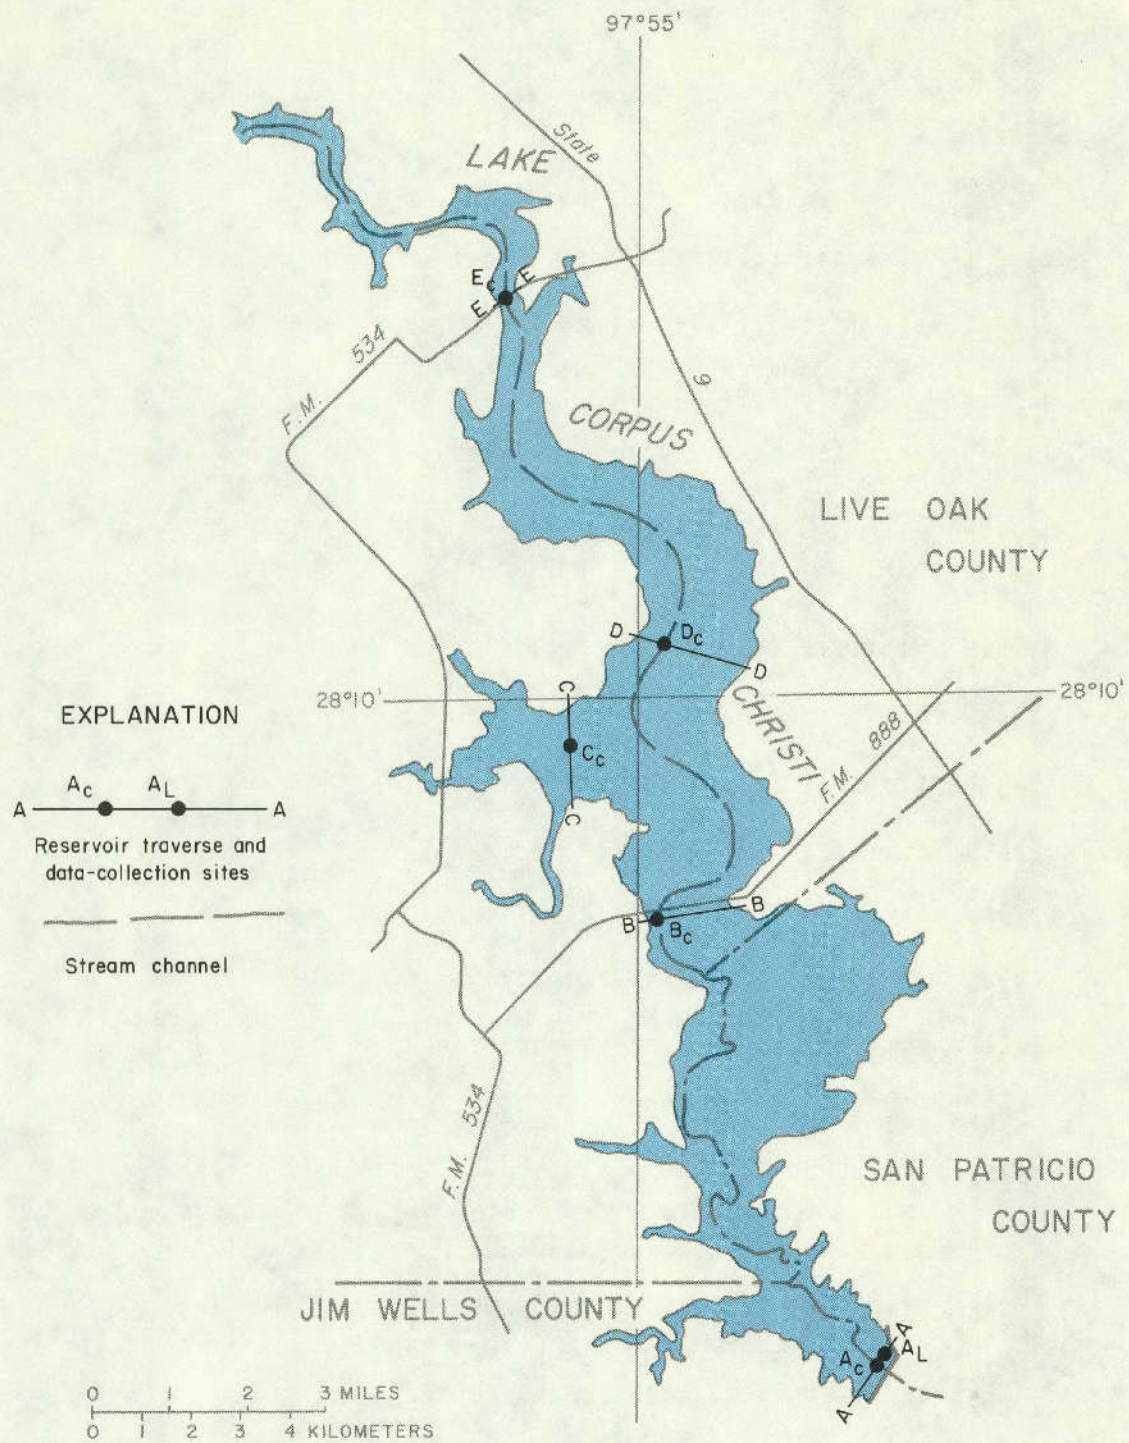 97°55'
State
LAKE
E
Ec
E
534
F.M.
9
CORPUS
LIVE OAK
COUNTY
D
Dc
D
28°10'
28°10'
C
CHRISTI
888
F.M.
Cc
C
EXPLANATION
Ac AL
A A
Reservoir traverse and
data-collection sites
Stream channel
B
B
Bc
534
F.M.
SAN PATRICIO
COUNTY
JIM WELLS COUNTY
A
AL
Ac
A
0 1 2 3 MILES
0 1 2 3 4 KILOMETERS